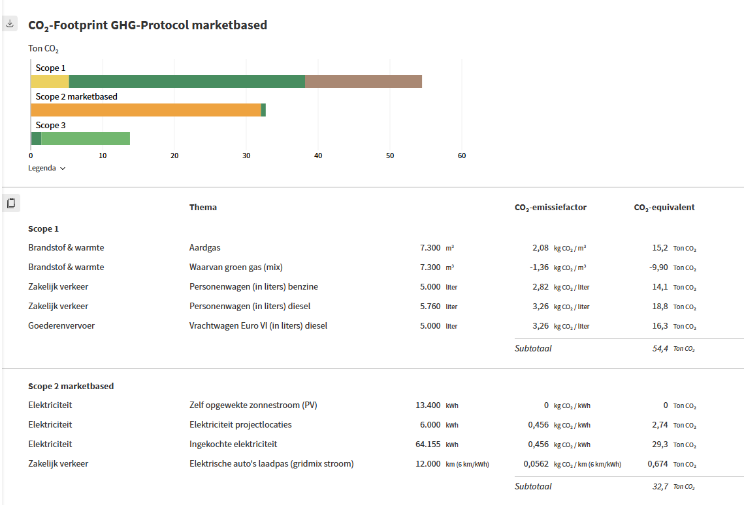 CO₂-Footprint GHG-Protocol marketbased
Ton CO₂
Scope 1
Scope 2 marketbased
Scope 3
0 10 20 30 40 50 60
Legenda
Thema CO₂-emissiefactor CO₂-equivalent
Scope 1
Brandstof & warmte Aardgas 7.300 m³ 2,08 kg CO₂ / m³ 15,2 Ton CO₂
Brandstof & warmte Waarvan groen gas (mix) 7.300 m³ -1,36 kg CO₂ / m³ -9,90 Ton CO₂
Zakelijk verkeer Personenwagen (in liters) benzine 5.000 liter 2,82 kg CO₂ / liter 14,1 Ton CO₂
Zakelijk verkeer Personenwagen (in liters) diesel 5.760 liter 3,26 kg CO₂ / liter 18,8 Ton CO₂
Goederenvervoer Vrachtwagen Euro VI (in liters) diesel 5.000 liter 3,26 kg CO₂ / liter 16,3 Ton CO₂
Subtotaal 54,4 Ton CO₂
Scope 2 marketbased
Elektriciteit Zelf opgewekte zonnestroom (PV) 13.400 kWh 0 kg CO₂ / kWh 0 Ton CO₂
Elektriciteit Elektriciteit projectlocaties 6.000 kWh 0,456 kg CO₂ / kWh 2,74 Ton CO₂
Elektriciteit Ingekochte elektriciteit 64.155 kWh 0,456 kg CO₂ / kWh 29,3 Ton CO₂
Zakelijk verkeer Elektrische auto's laadpas (gridmix stroom) 12.000 km (6 km/kWh) 0,0562 kg CO₂ / km (6 km/kWh) 0,674 Ton CO₂
Subtotaal 32,7 Ton CO₂